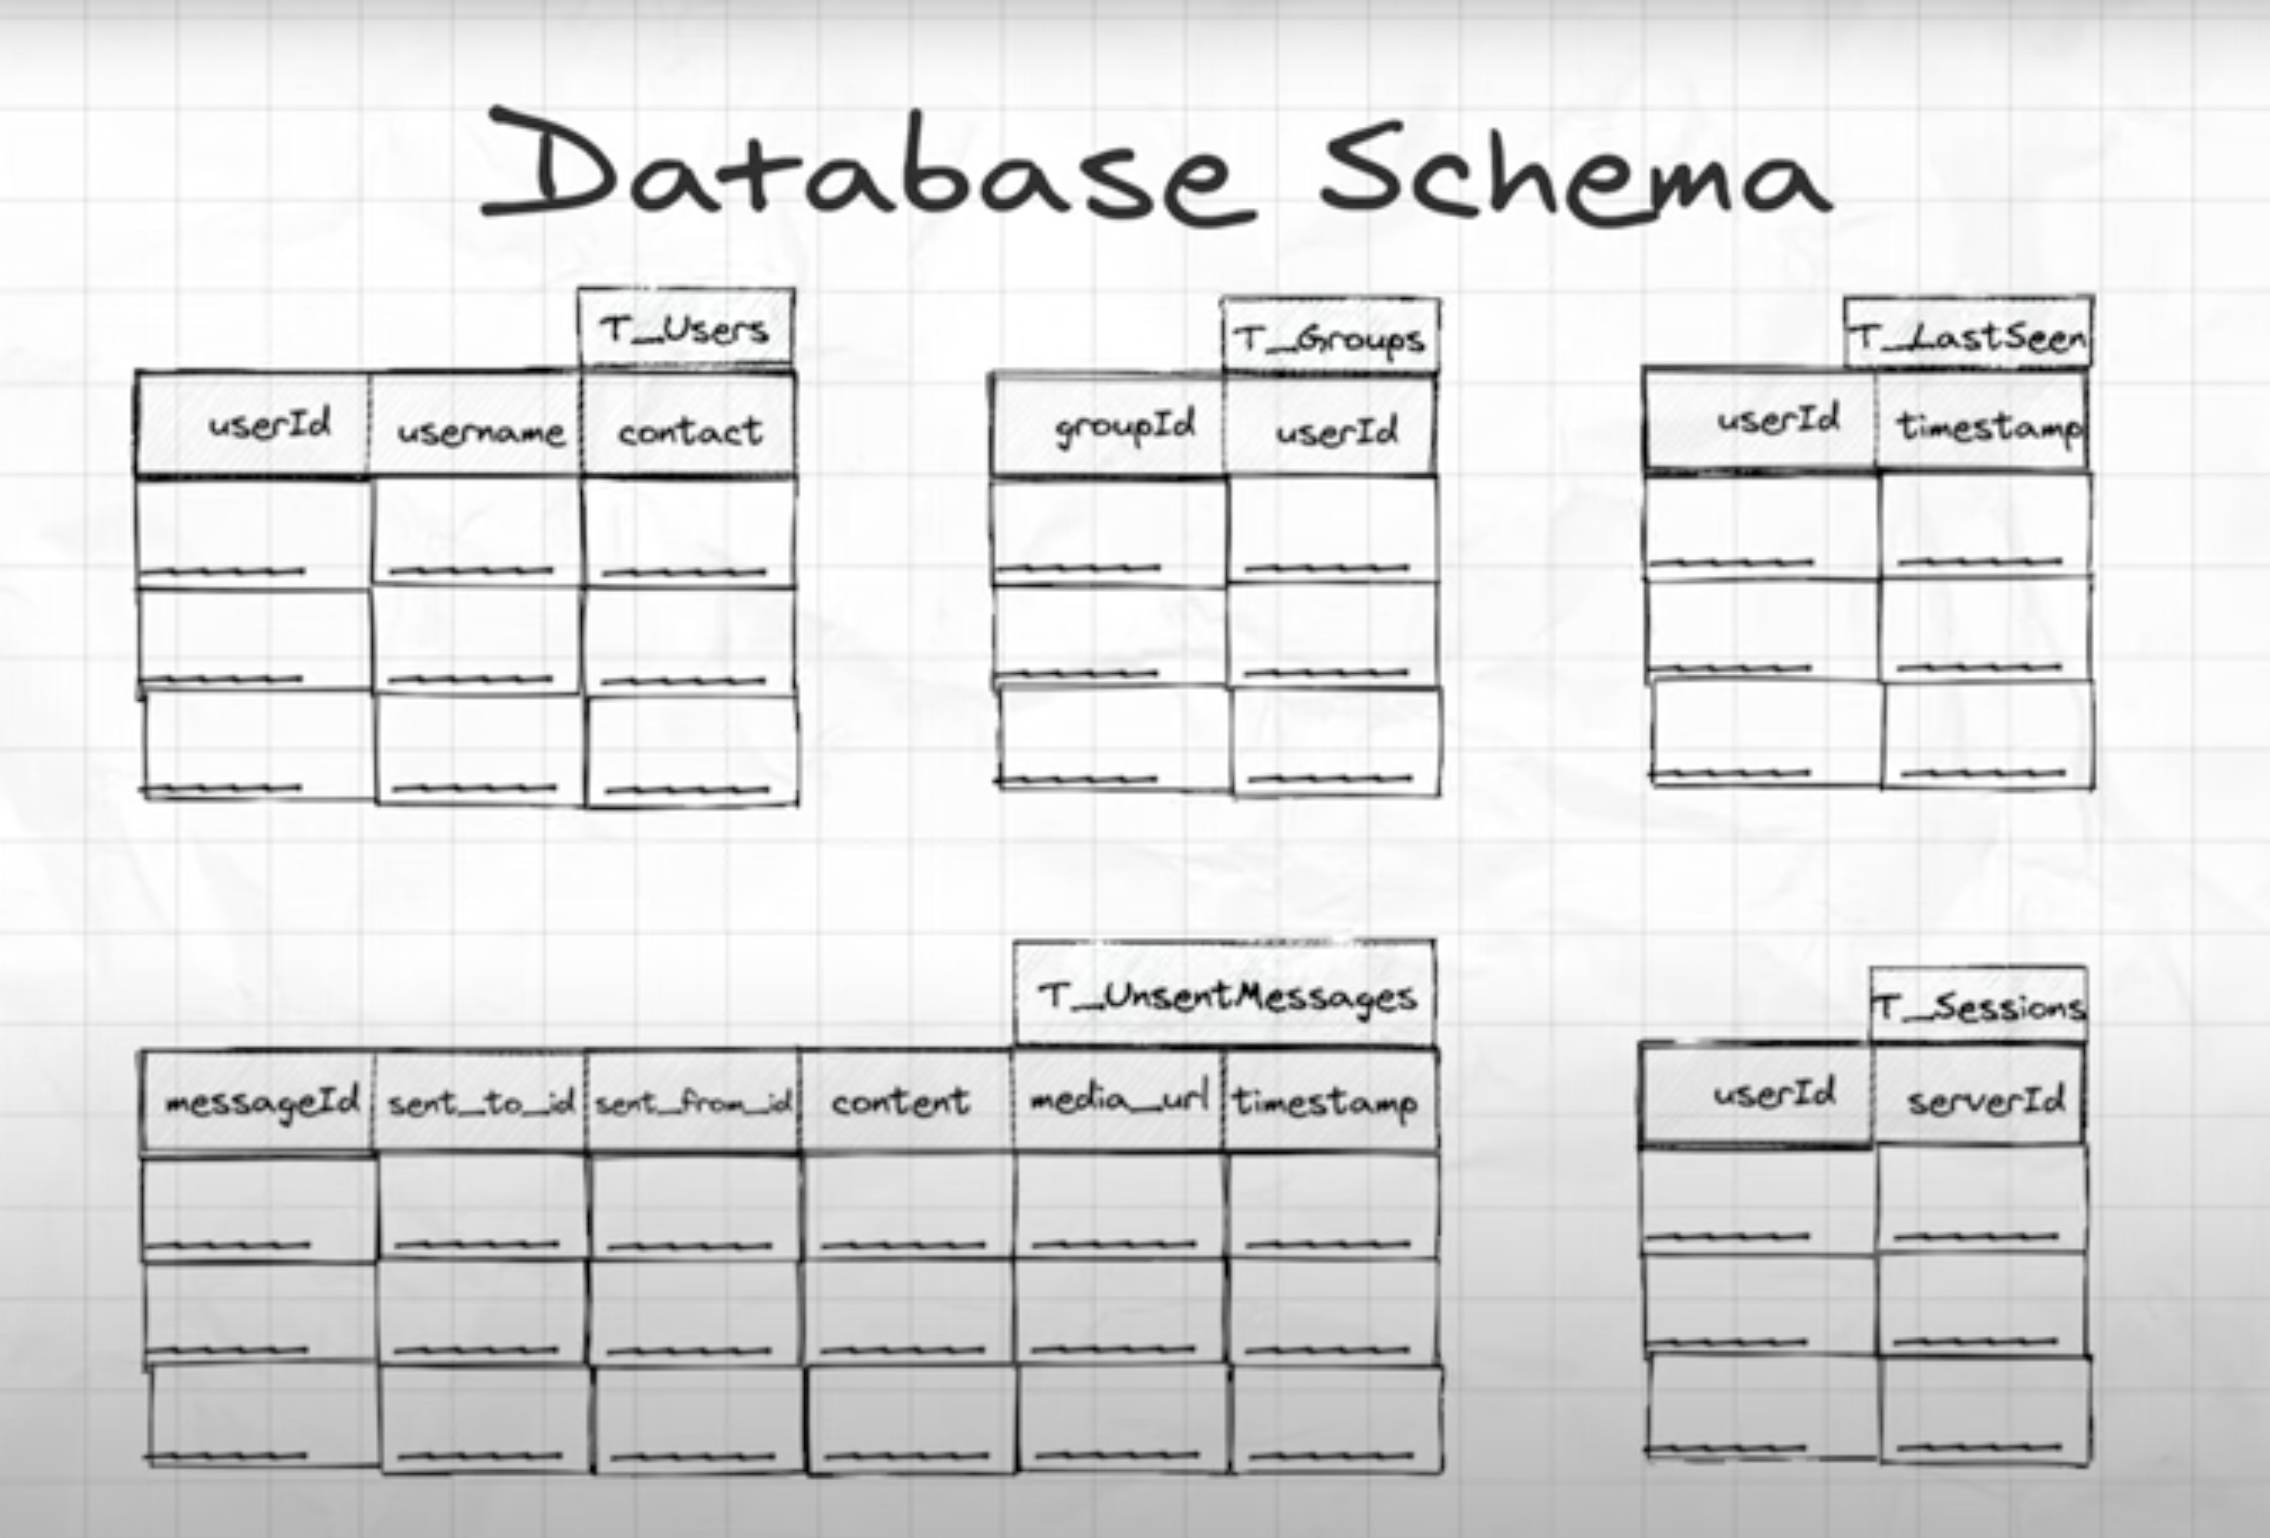 Database Schema
T_Users
userId username contact
T_Groups
groupId userId
T_LastSeen
userId timestamp
T_UnsentMessages
messageId sent_to_id sent_from_id content media_url timestamp
T_Sessions
userId serverId